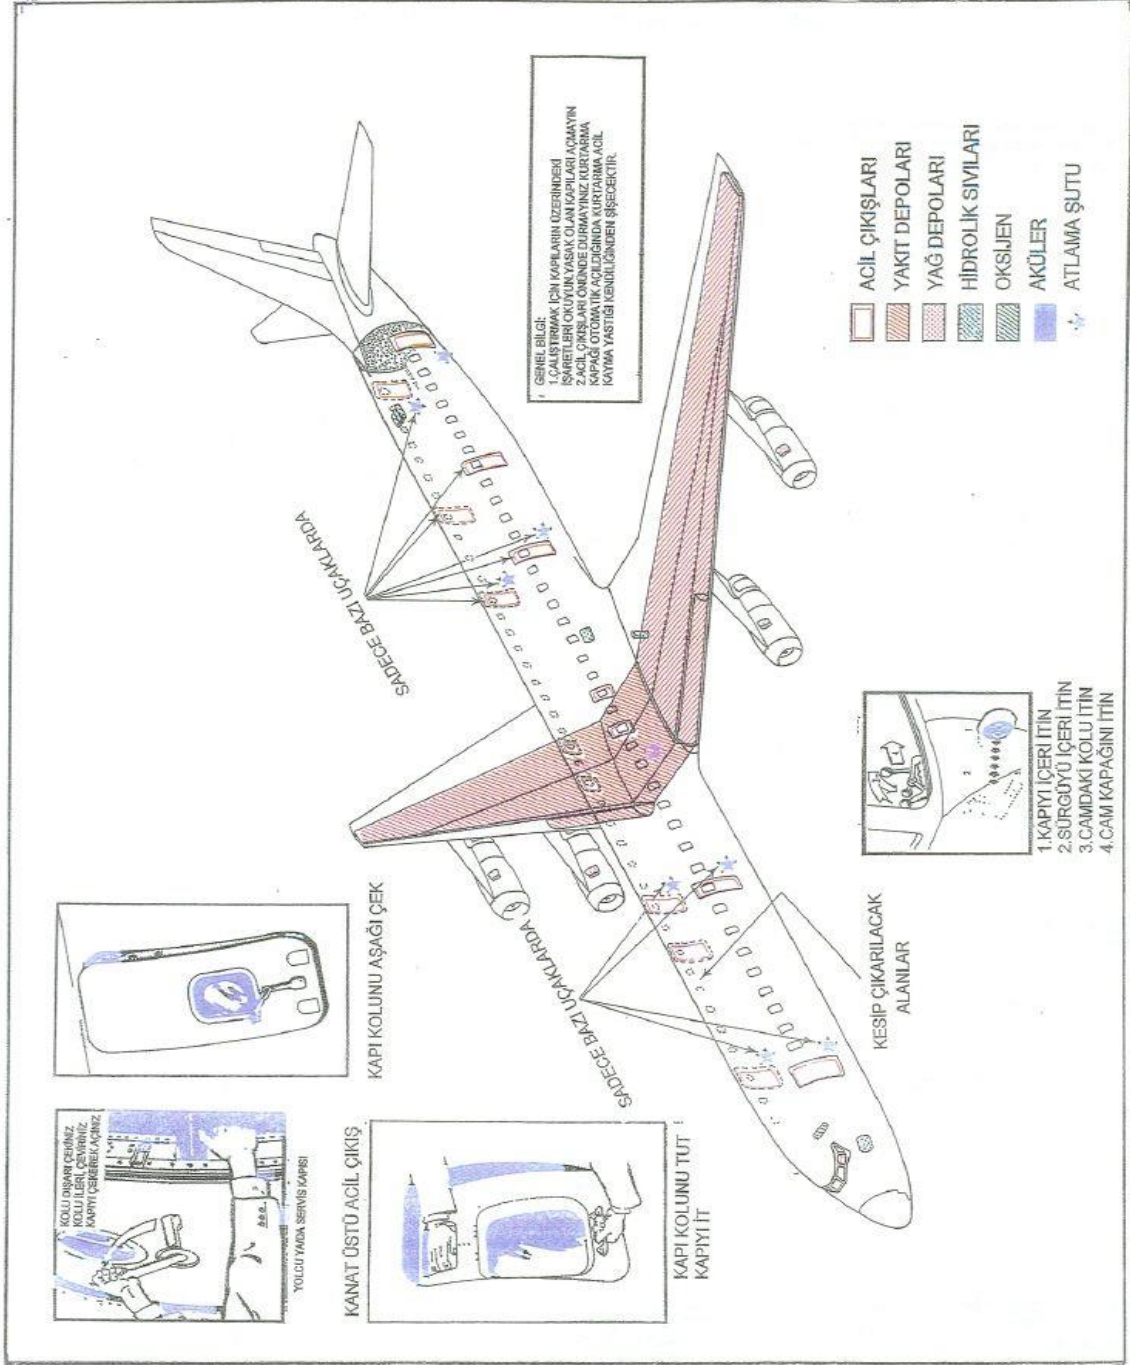 KOLU DIŞARI ÇEKİNİZ
KOLU İLERİ, ÇEVİRİNİZ
KAPIYI ÇEKEREK AÇINIZ
YOLCU YA/DA SERVİS KAPISI
KAPI KOLUNU AŞAĞI ÇEK
KANAT ÜSTÜ ACİL ÇIKIŞ
KAPI KOLUNU TUT
KAPIYI İT
SADECE BAZI UÇAKLARDA
SADECE BAZI UÇAKLARDA
GENEL BİLGİ:
1.ÇALIŞTIRMAK İÇİN KAPILARIN ÜZERİNDEKİ
İŞARETLERİ OKUYUN,YASAK OLAN KAPILARI AÇMAYIN
2.ACİL ÇIKIŞLARI ÖNÜNDE DURMAYINIZ KURTARMA
KAPAĞI OTOMATİK AÇILDIĞINDA KURTARMA ACİL
KAYMA YASTIĞI KENDİLİĞİNDEN ŞİŞECEKTİR.
KESİP ÇIKARILACAK
ALANLAR
1.KAPIYI İÇERİ İTİN
2.SÜRGÜYÜ İÇERİ İTİN
3.CAMDAKİ KOLU İTİN
4.CAM KAPAĞINI İTİN
ACİL ÇIKIŞLARI
YAKIT DEPOLARI
YAĞ DEPOLARI
HİDROLİK SIVILARI
OKSİJEN
AKÜLER
ATLAMA ŞUTU